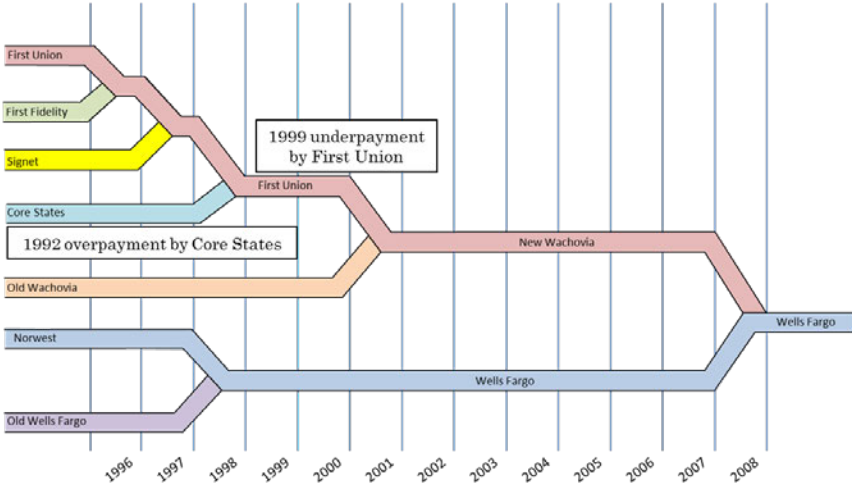 First Union
First Fidelity
1999 underpayment
by First Union
Signet
First Union
Core States
1992 overpayment by Core States
New Wachovia
Old Wachovia
Wells Fargo
Norwest
Wells Fargo
Old Wells Fargo
1996 1997 1998 1999 2000 2001 2002 2003 2004 2005 2006 2007 2008